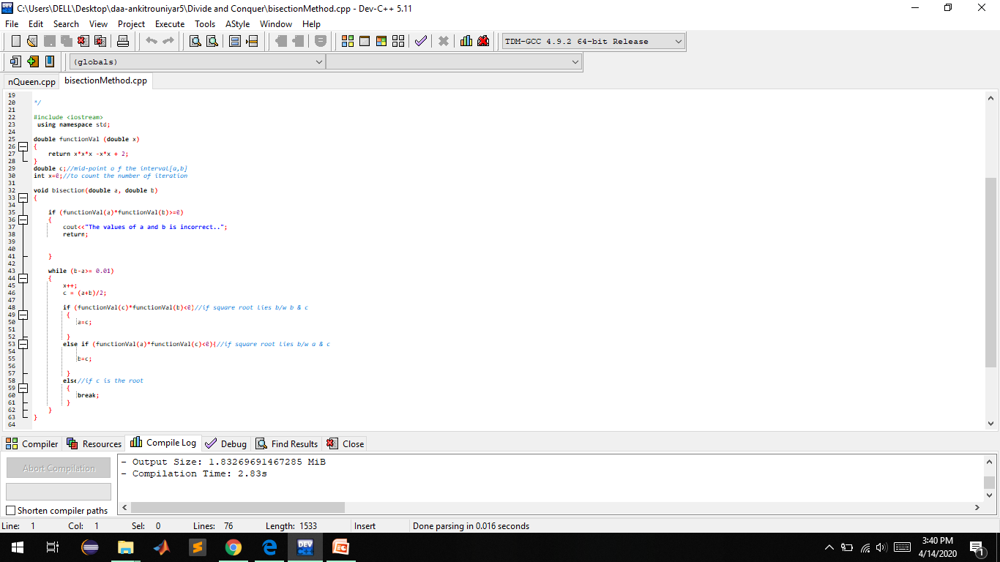 C:\Users\DELL\Desktop\daa-ankitrouniyar5\Divide and Conquer\bisectionMethod.cpp - Dev-C++ 5.11
File Edit Search View Project Execute Tools AStyle Window Help
TDM-GCC 4.9.2 64-bit Release
(globals)
nQueen.cpp bisectionMethod.cpp
19
20 */
21
22 #include <iostream>
23 using namespace std;
24
25 double functionVal (double x)
26 {
27 return x*x*x -x*x + 2;
28 }
29 double c;//mid-point o f the interval[a,b]
30 int x=0;//to count the number of iteration
31
32 void bisection(double a, double b)
33 {
34
35 if (functionVal(a)*functionVal(b)>=0)
36 {
37 cout<<"The values of a and b is incorrect..";
38 return;
39
40
41 }
42
43 while (b-a>= 0.01)
44 {
45 x++;
46 c = (a+b)/2;
47
48 if (functionVal(c)*functionVal(b)<0)//if square root lies b/w b & c
49 {
50 a=c;
51
52 }
53 else if (functionVal(a)*functionVal(c)<0){//if square root lies b/w a & c
54
55 b=c;
56
57 }
58 else//if c is the root
59 {
60 break;
61 }
62 }
63 }
64
Compiler Resources Compile Log Debug Find Results Close
Abort Compilation
- Output Size: 1.83269691467285 MiB
- Compilation Time: 2.83s
Shorten compiler paths
Line: 1 Col: 1 Sel: 0 Lines: 76 Length: 1533 Insert Done parsing in 0.016 seconds
DEV
3:40 PM
4/14/2020
1